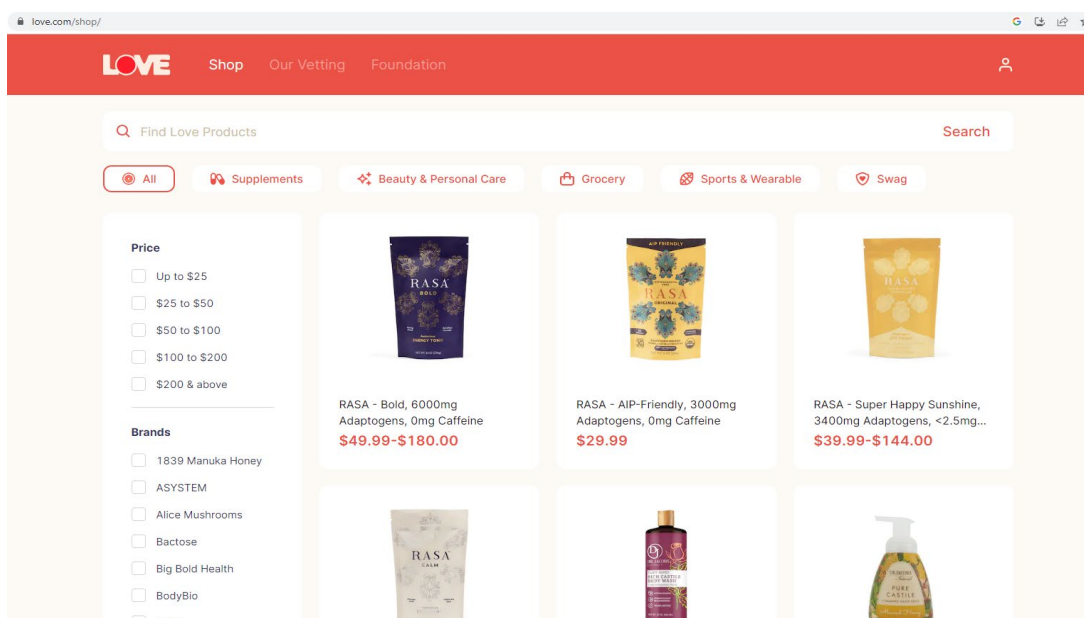 love.com/shop/
LOVE
Shop
Our Vetting
Foundation
Find Love Products
Search
All
Supplements
Beauty & Personal Care
Grocery
Sports & Wearable
Swag
Price
Up to $25
$25 to $50
$50 to $100
$100 to $200
$200 & above
Brands
1839 Manuka Honey
ASYSTEM
Alice Mushrooms
Bactose
Big Bold Health
BodyBio
RASA
BOLD
ENERGY TONIC
RASA - Bold, 6000mg
Adaptogens, 0mg Caffeine
$49.99-$180.00
AIP FRIENDLY
RASA
ORIGINAL
RASA - AIP-Friendly, 3000mg
Adaptogens, 0mg Caffeine
$29.99
RASA
RASA - Super Happy Sunshine,
3400mg Adaptogens, <2.5mg...
$39.99-$144.00
RASA
CALM
BODY WASH
PURE
CASTILE